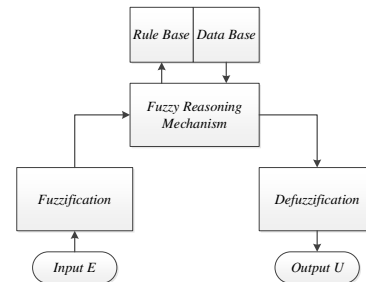 Rule Base
Data Base
Fuzzy Reasoning
Mechanism
Fuzzification
Defuzzification
Input E
Output U